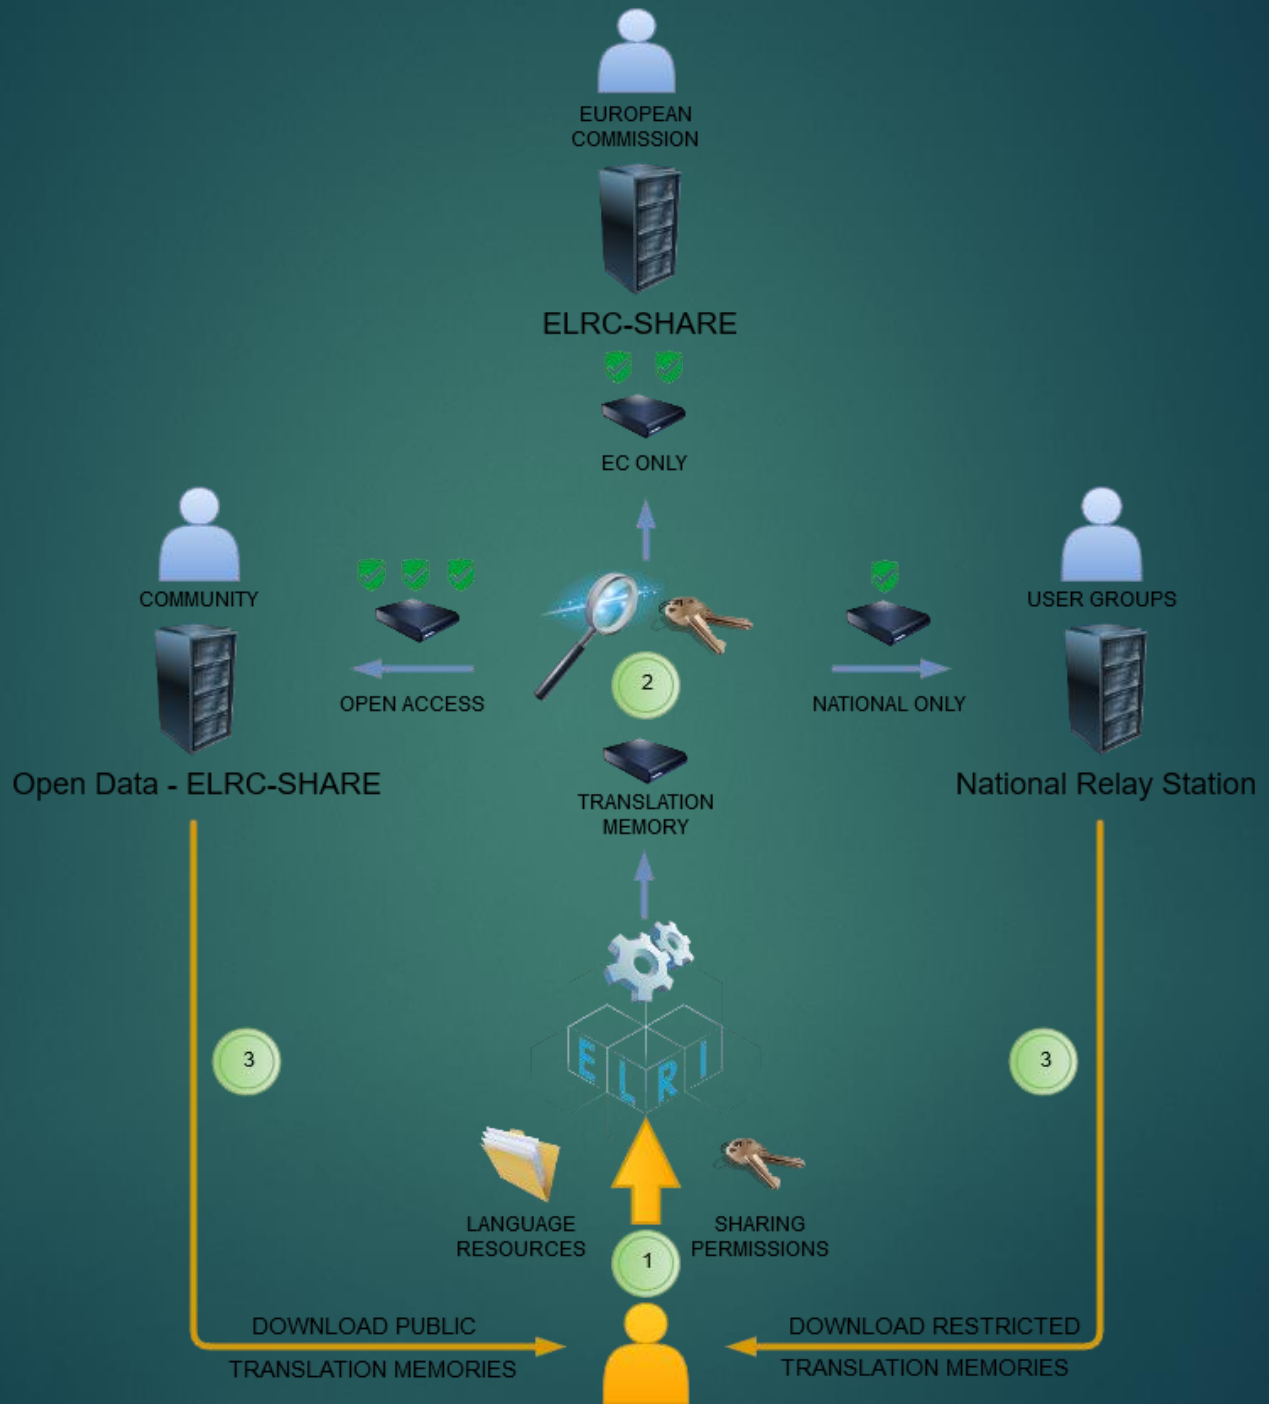 EUROPEAN
COMMISSION
ELRC-SHARE
EC ONLY
COMMUNITY
OPEN ACCESS
Open Data - ELRC-SHARE
2
USER GROUPS
NATIONAL ONLY
National Relay Station
TRANSLATION
MEMORY
3
3
ELRI
LANGUAGE
RESOURCES
SHARING
PERMISSIONS
1
DOWNLOAD PUBLIC
TRANSLATION MEMORIES
DOWNLOAD RESTRICTED
TRANSLATION MEMORIES